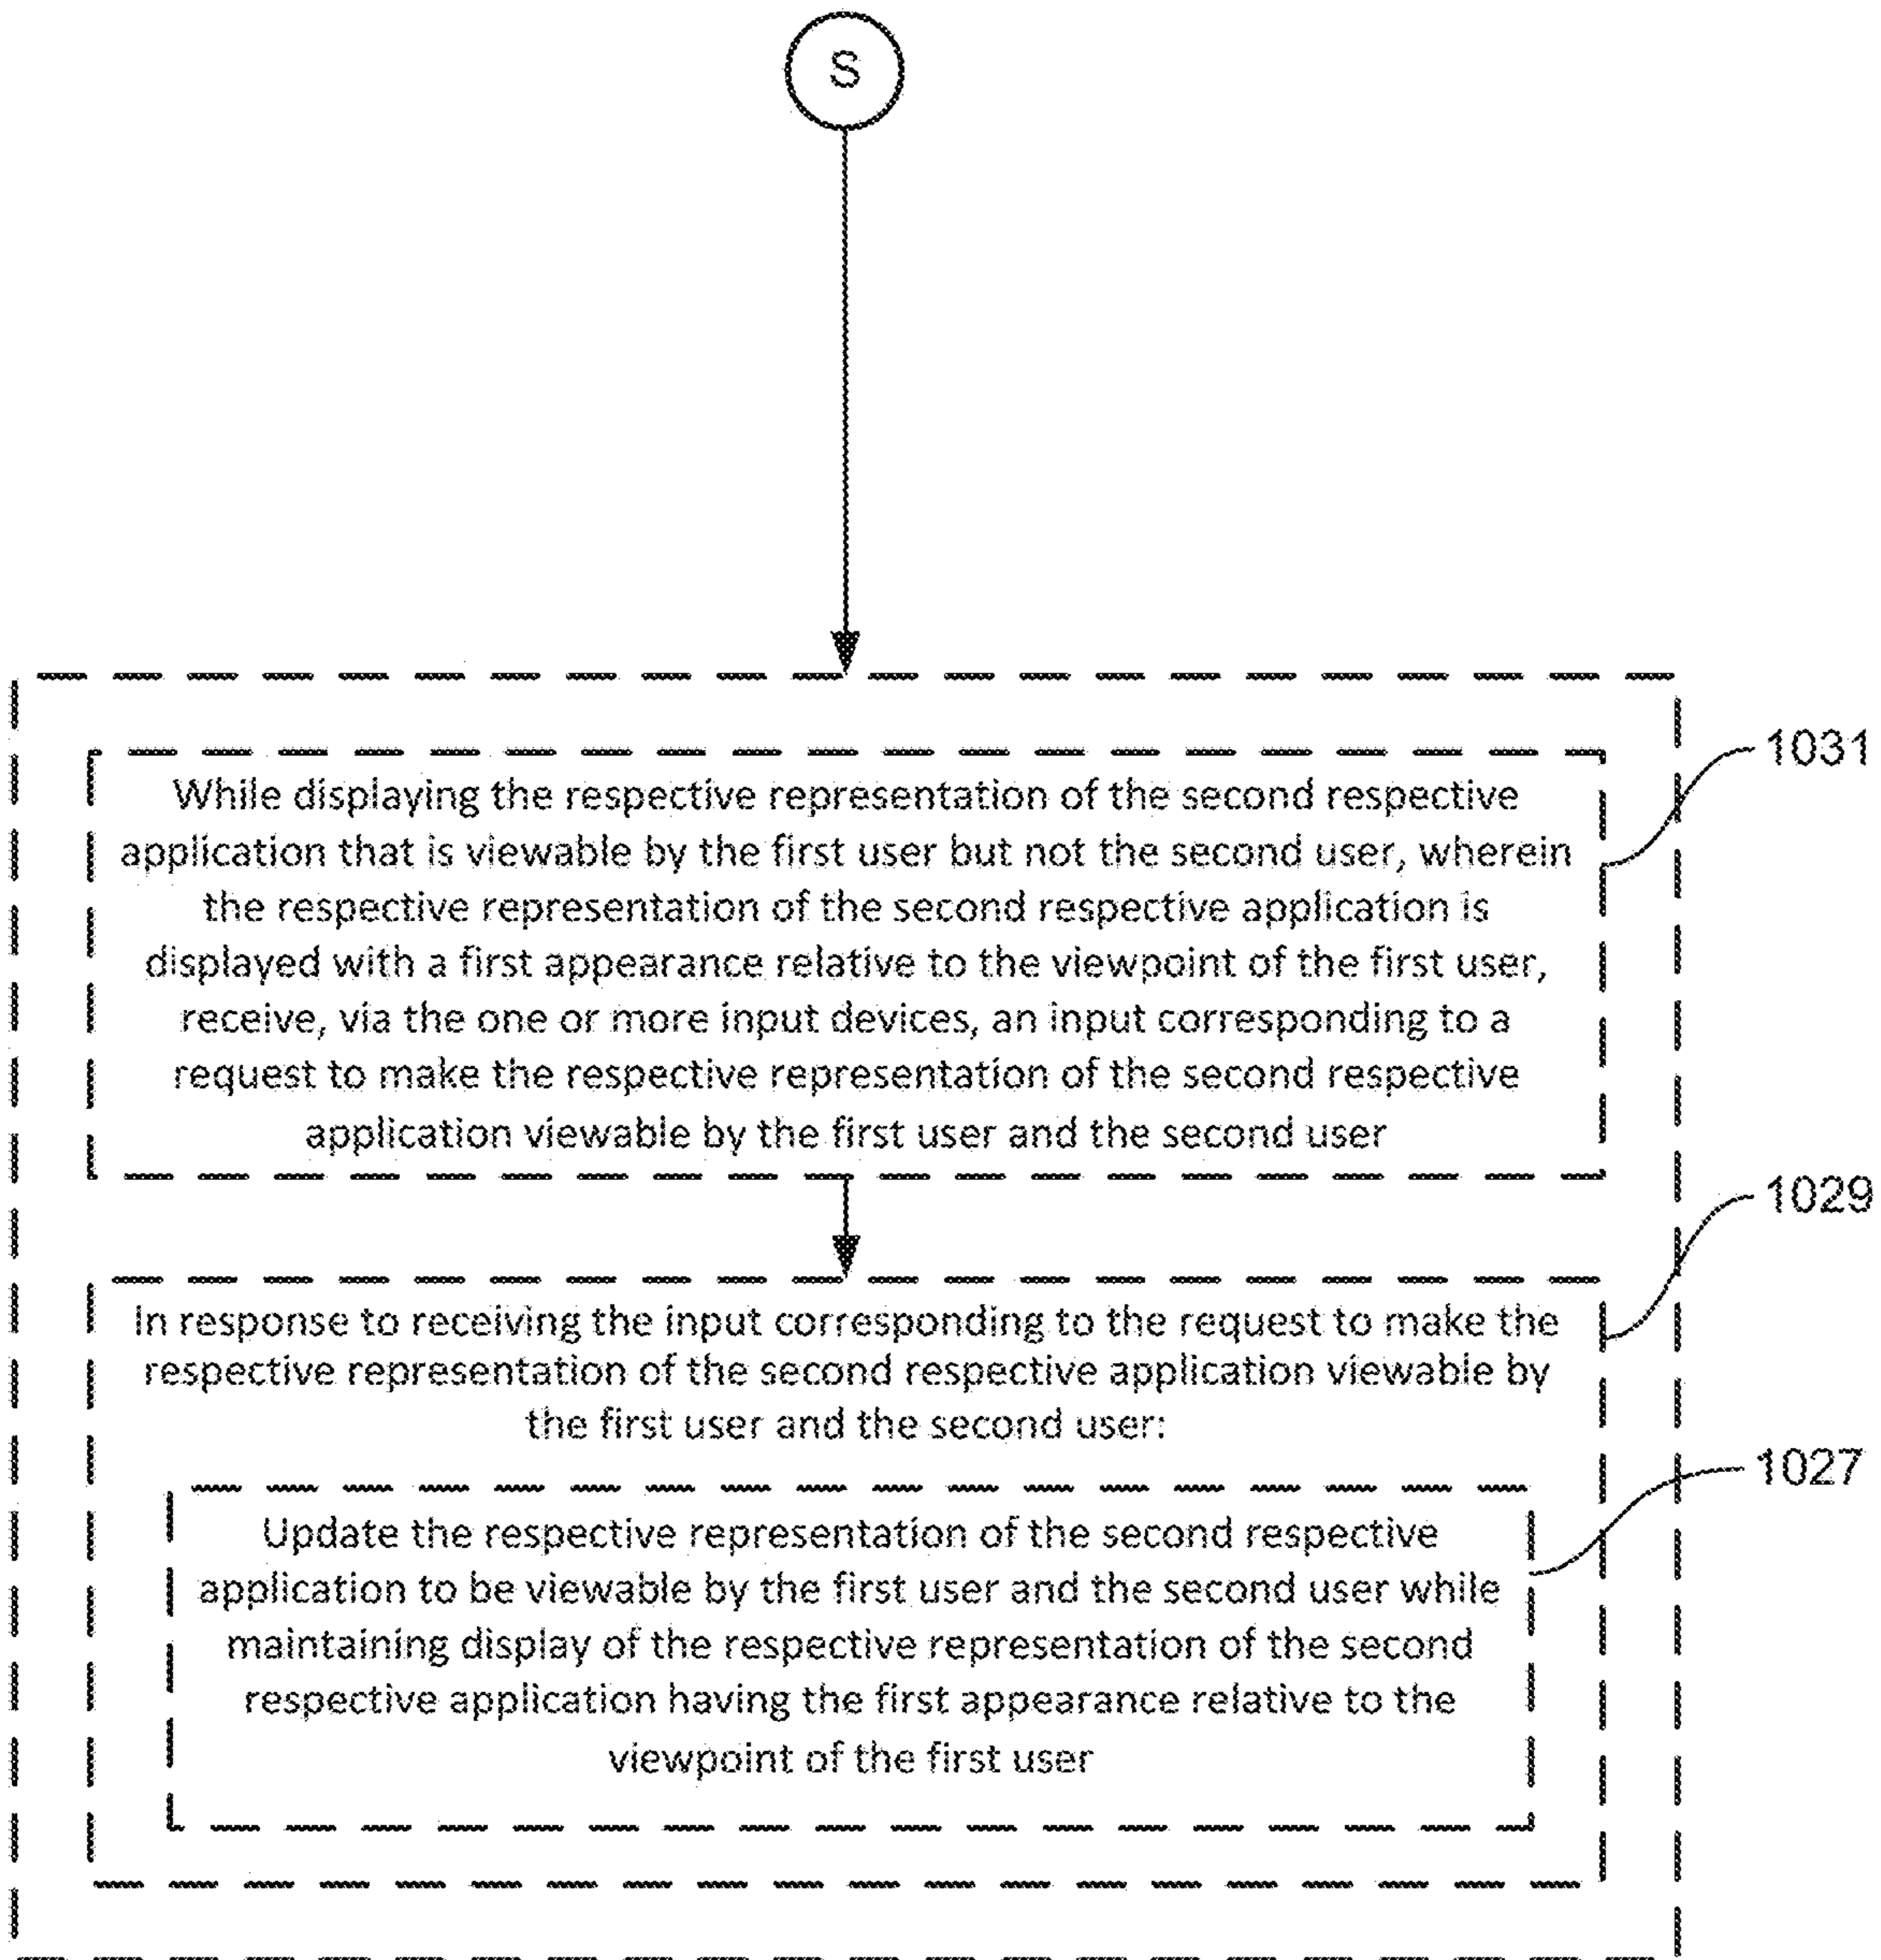 S
While displaying the respective representation of the second respective
application that is viewable by the first user but not the second user, wherein
the respective representation of the second respective application is
displayed with a first appearance relative to the viewpoint of the first user,
receive, via the one or more input devices, an input corresponding to a
request to make the respective representation of the second respective
application viewable by the first user and the second user
1031
In response to receiving the input corresponding to the request to make the
respective representation of the second respective application viewable by
the first user and the second user:
1029
Update the respective representation of the second respective
application to be viewable by the first user and the second user while
maintaining display of the respective representation of the second
respective application having the first appearance relative to the
viewpoint of the first user
1027